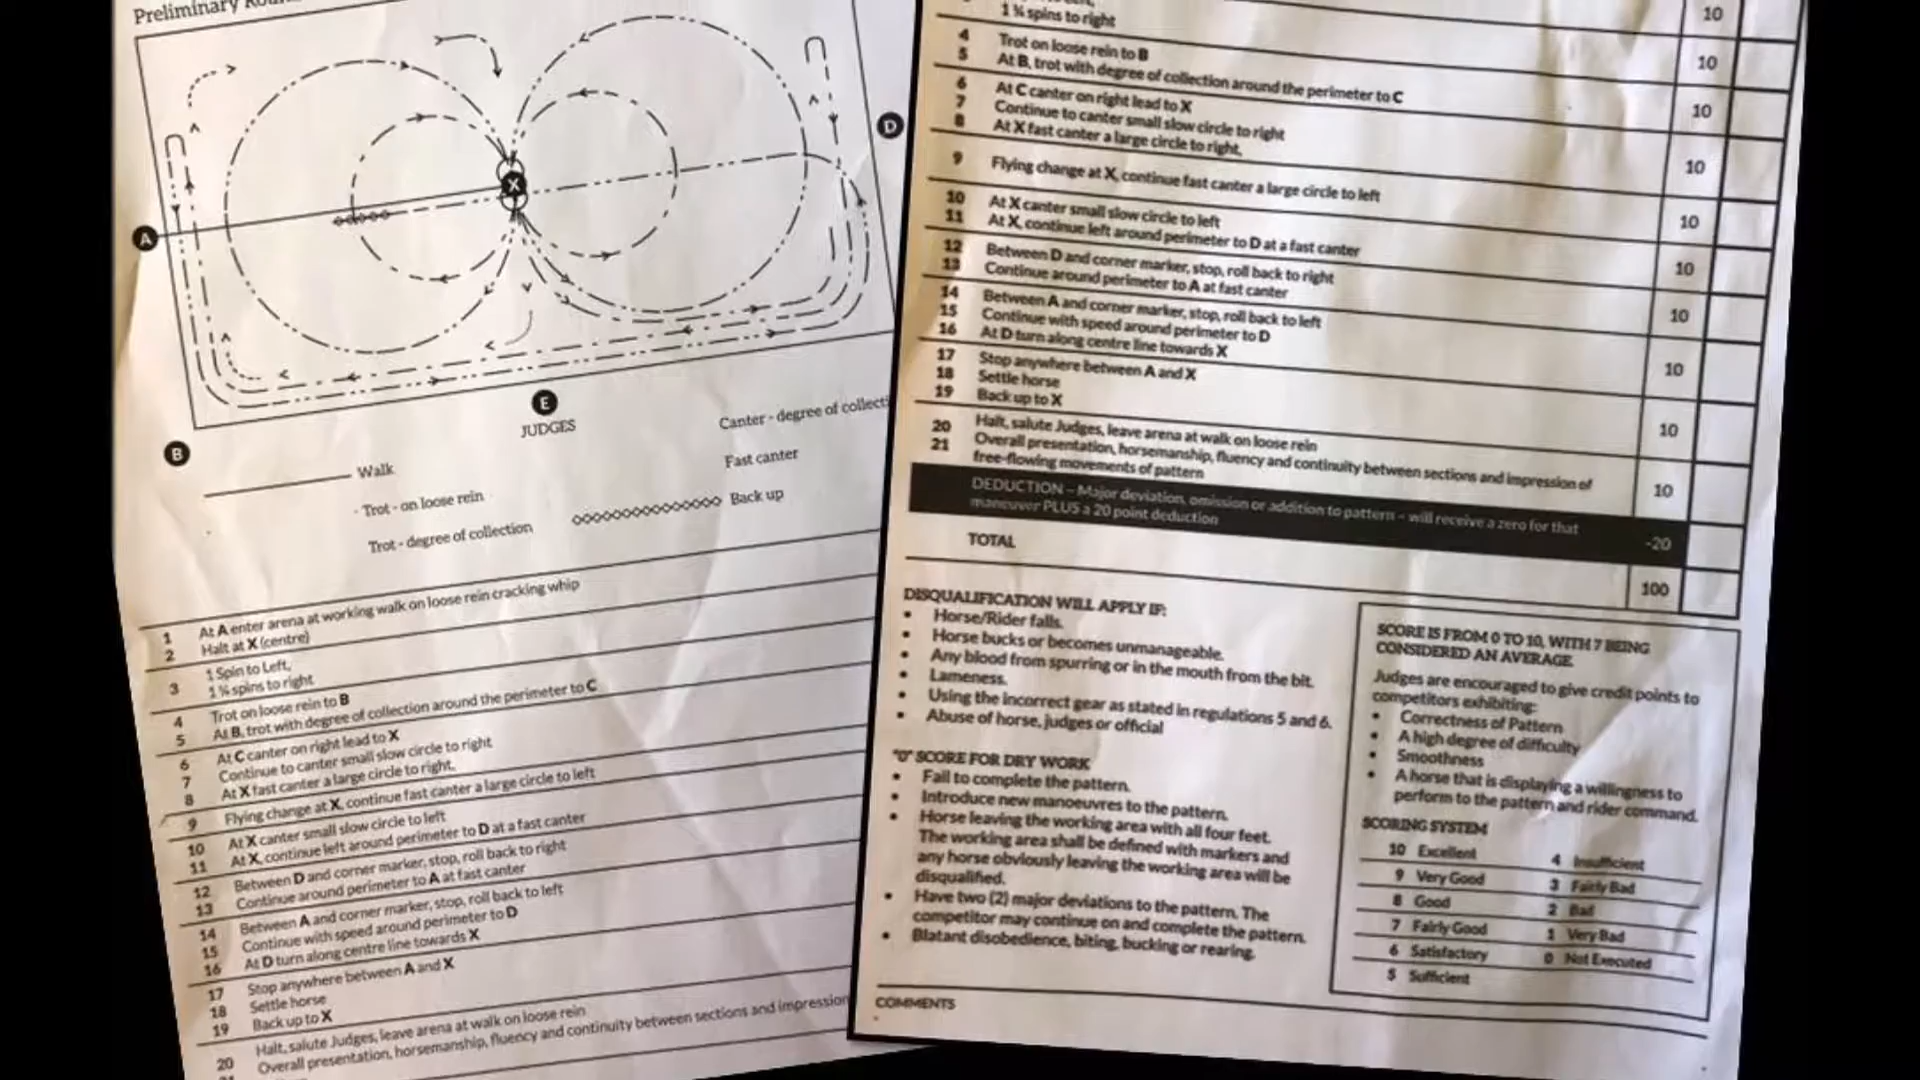 Preliminary
X
A
D
E
JUDGES
B
Walk
Trot - on loose rein
Trot - degree of collection
Canter - degree of
Fast canter
Back up
1 At A enter arena at working walk on loose rein cracking whip
2 Halt at X (centre)
3 1 Spin to Left,
1 ¾ spins to right
4 Trot on loose rein to B
5 At B, trot with degree of collection around the perimeter to C
6 At C canter on right lead to X
7 Continue to canter small slow circle to right
8 At X fast canter a large circle to right,
9 Flying change at X, continue fast canter a large circle to left
10 At X canter small slow circle to left
11 At X, continue left around perimeter to D at a fast canter
12 Between D and corner marker, stop, roll back to right
13 Continue around perimeter to A at fast canter
14 Between A and corner marker, stop, roll back to left
15 Continue with speed around perimeter to D
16 At D turn along centre line towards X
17 Stop anywhere between A and X
18 Settle horse
19 Back up to X
20 Halt, salute Judges, leave arena at walk on loose rein
Overall presentation, horsemanship, fluency and continuity between sections and impression
1 ¾ spins to right 10
4 Trot on loose rein to B
5 At B, trot with degree of collection around the perimeter to C 10
6 At C canter on right lead to X
7 Continue to canter small slow circle to right
8 At X fast canter a large circle to right, 10
9 Flying change at X, continue fast canter a large circle to left 10
10 At X canter small slow circle to left
11 At X, continue left around perimeter to D at a fast canter 10
12 Between D and corner marker, stop, roll back to right
13 Continue around perimeter to A at fast canter 10
14 Between A and corner marker, stop, roll back to left
15 Continue with speed around perimeter to D
16 At D turn along centre line towards X 10
17 Stop anywhere between A and X
18 Settle horse
19 Back up to X 10
20 Halt, salute Judges, leave arena at walk on loose rein 10
21 Overall presentation, horsemanship, fluency and continuity between sections and impression of
free-flowing movements of pattern 10
DEDUCTION – Major deviation, omission or addition to pattern – will receive a zero for that
maneuver PLUS a 20 point deduction -20
TOTAL 100
DISQUALIFICATION WILL APPLY IF:
• Horse/Rider falls.
• Horse bucks or becomes unmanageable.
• Any blood from spurring or in the mouth from the bit.
• Lameness.
• Using the incorrect gear as stated in regulations 5 and 6.
• Abuse of horse, judges or official
"0" SCORE FOR DRY WORK
• Fail to complete the pattern.
• Introduce new manoeuvres to the pattern.
• Horse leaving the working area with all four feet.
The working area shall be defined with markers and
any horse obviously leaving the working area will be
disqualified.
• Have two (2) major deviations to the pattern. The
competitor may continue on and complete the pattern.
• Blatant disobedience, biting, bucking or rearing.
COMMENTS
SCORE IS FROM 0 TO 10, WITH 7 BEING
CONSIDERED AN AVERAGE.
Judges are encouraged to give credit points to
competitors exhibiting:
• Correctness of Pattern
• A high degree of difficulty
• Smoothness
• A horse that is displaying a willingness to
perform to the pattern and rider command.
SCORING SYSTEM
10 Excellent 4 Insufficient
9 Very Good 3 Fairly Bad
8 Good 2 Bad
7 Fairly Good 1 Very Bad
6 Satisfactory 0 Not Executed
5 Sufficient